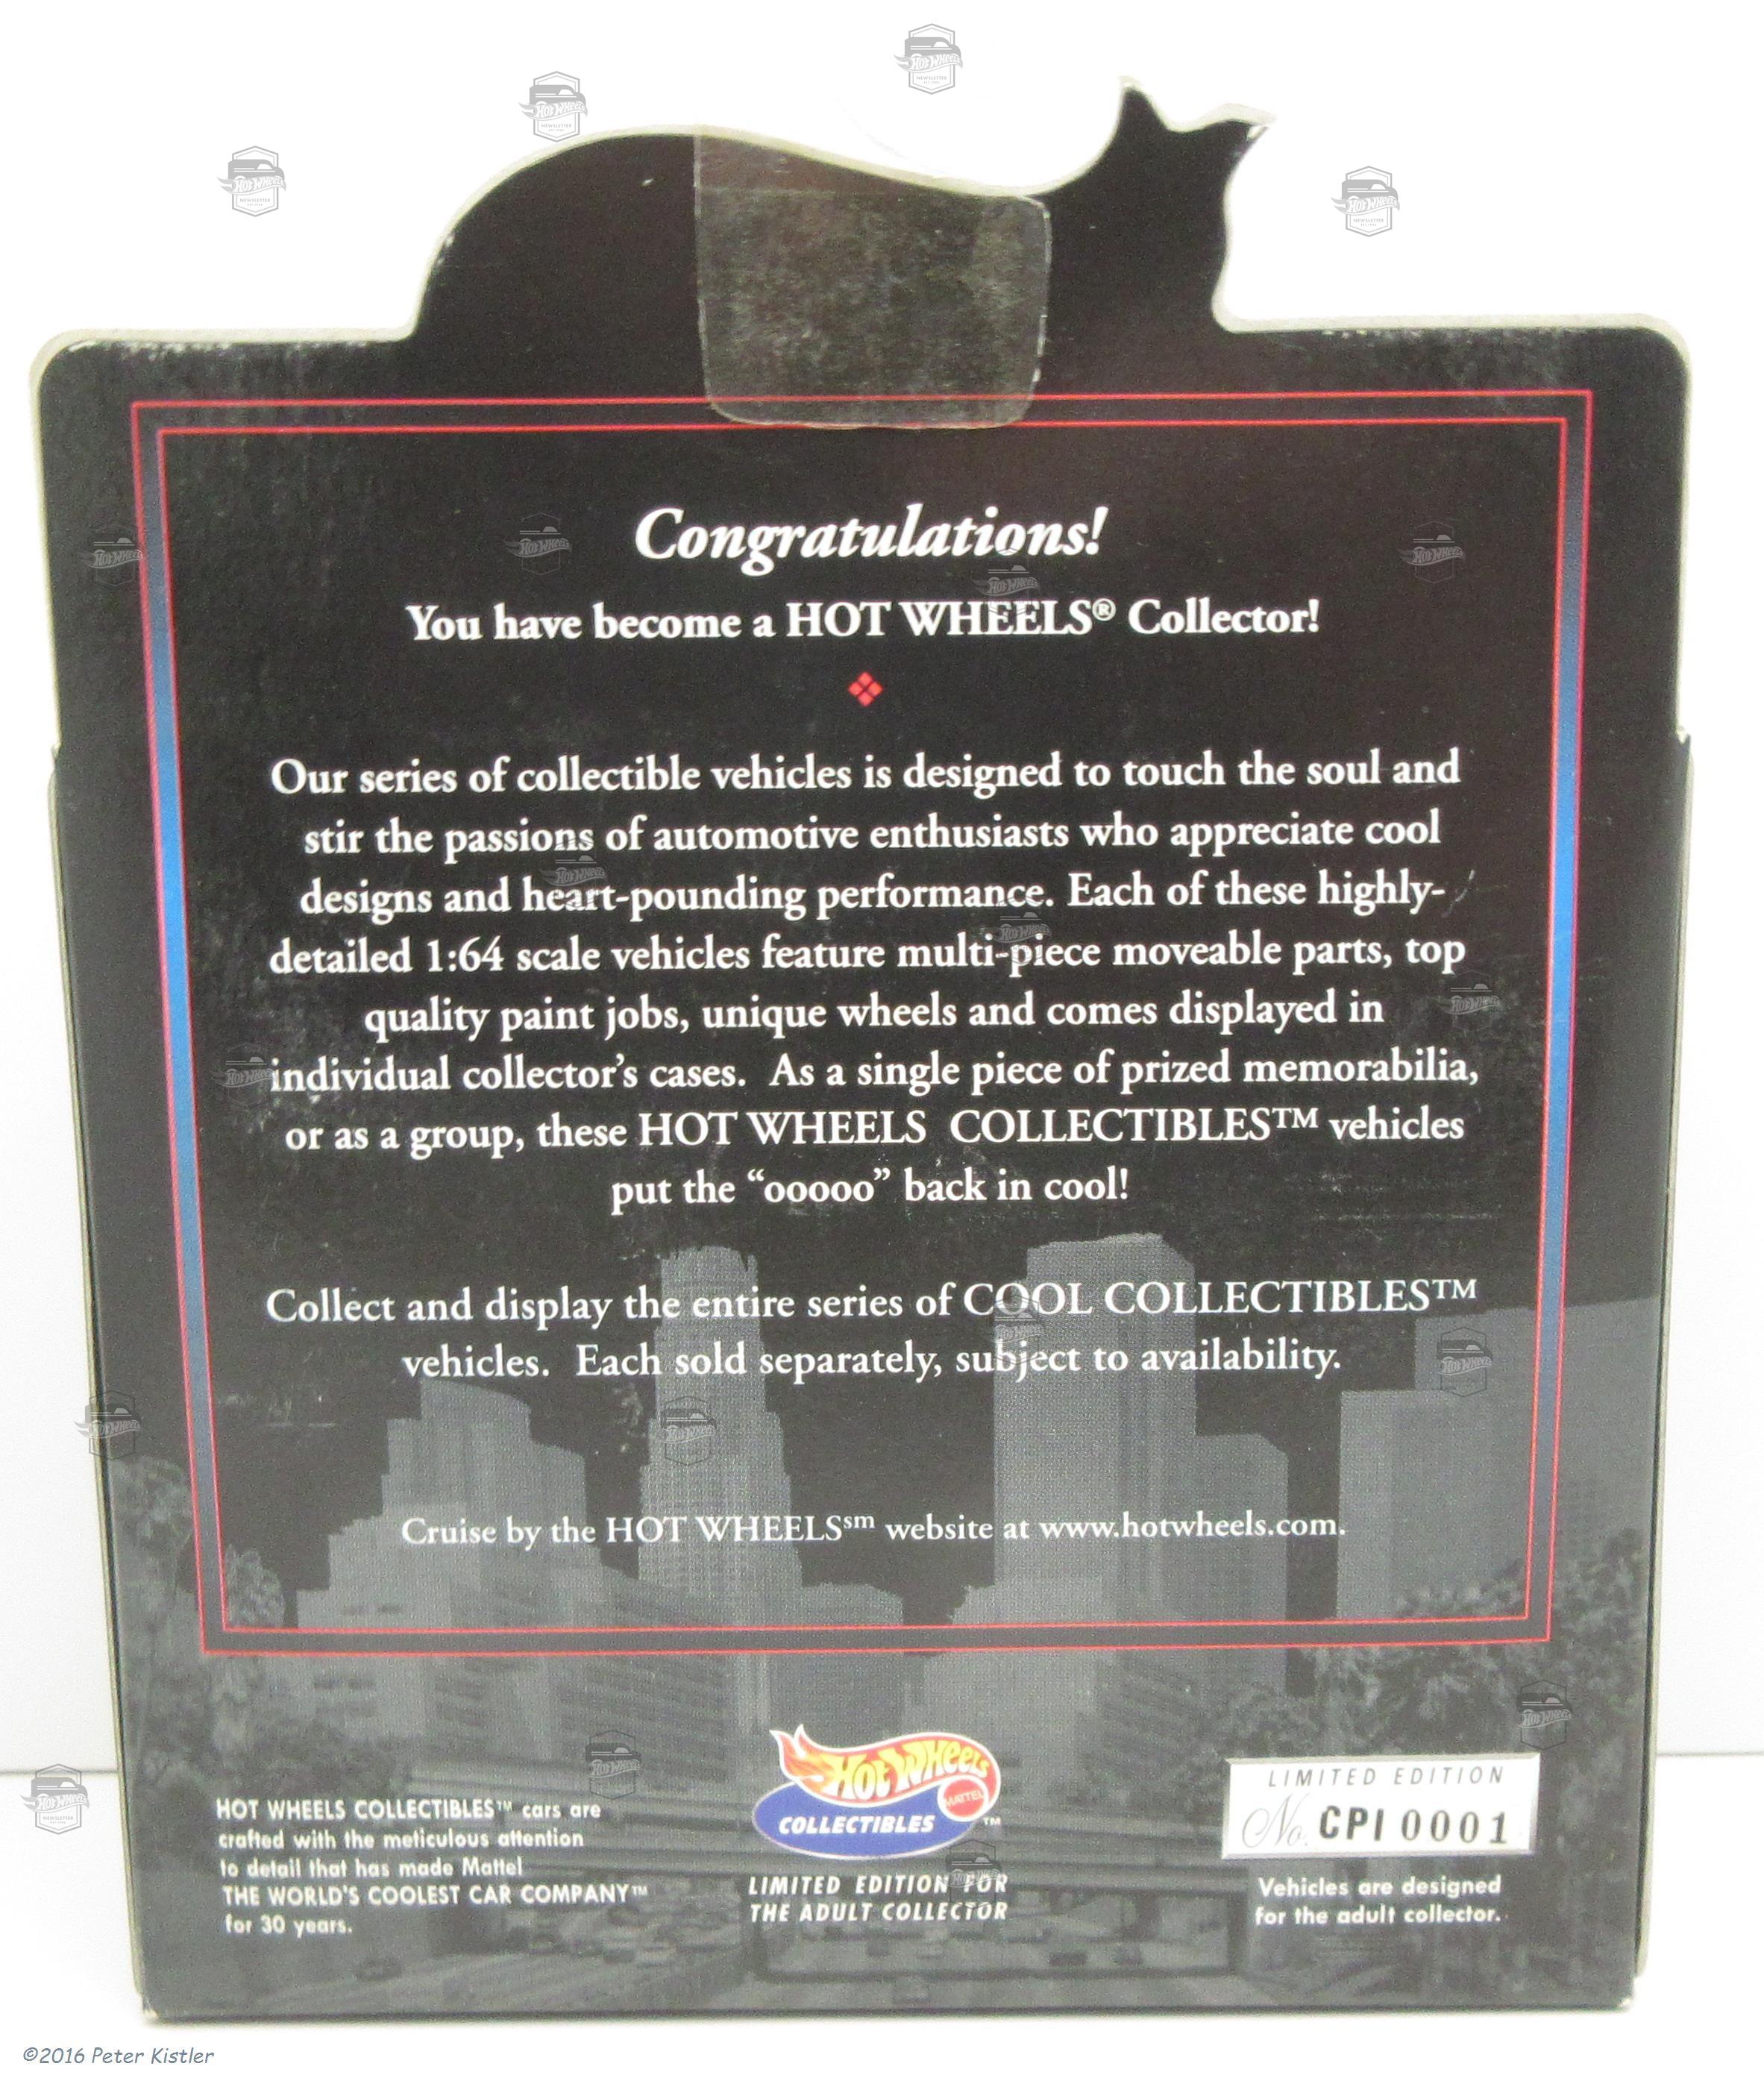 Congratulations!
You have become a HOT WHEELS® Collector!
Our series of collectible vehicles is designed to touch the soul and
stir the passions of automotive enthusiasts who appreciate cool
designs and heart-pounding performance. Each of these highly-
detailed 1:64 scale vehicles feature multi-piece moveable parts, top
quality paint jobs, unique wheels and comes displayed in
individual collector's cases. As a single piece of prized memorabilia,
or as a group, these HOT WHEELS COLLECTIBLES™ vehicles
put the “ooooo” back in cool!
Collect and display the entire series of COOL COLLECTIBLES™
vehicles. Each sold separately, subject to availability.
Cruise by the HOT WHEELS℠ website at www.hotwheels.com.
HOT WHEELS COLLECTIBLES™ cars are
crafted with the meticulous attention
to detail that has made Mattel
THE WORLD'S COOLEST CAR COMPANY™
for 30 years.
Hot Wheels
MATTEL
COLLECTIBLES™
LIMITED EDITION FOR
THE ADULT COLLECTOR
LIMITED EDITION
No. CPI 0001
Vehicles are designed
for the adult collector.
©2016 Peter Kistler